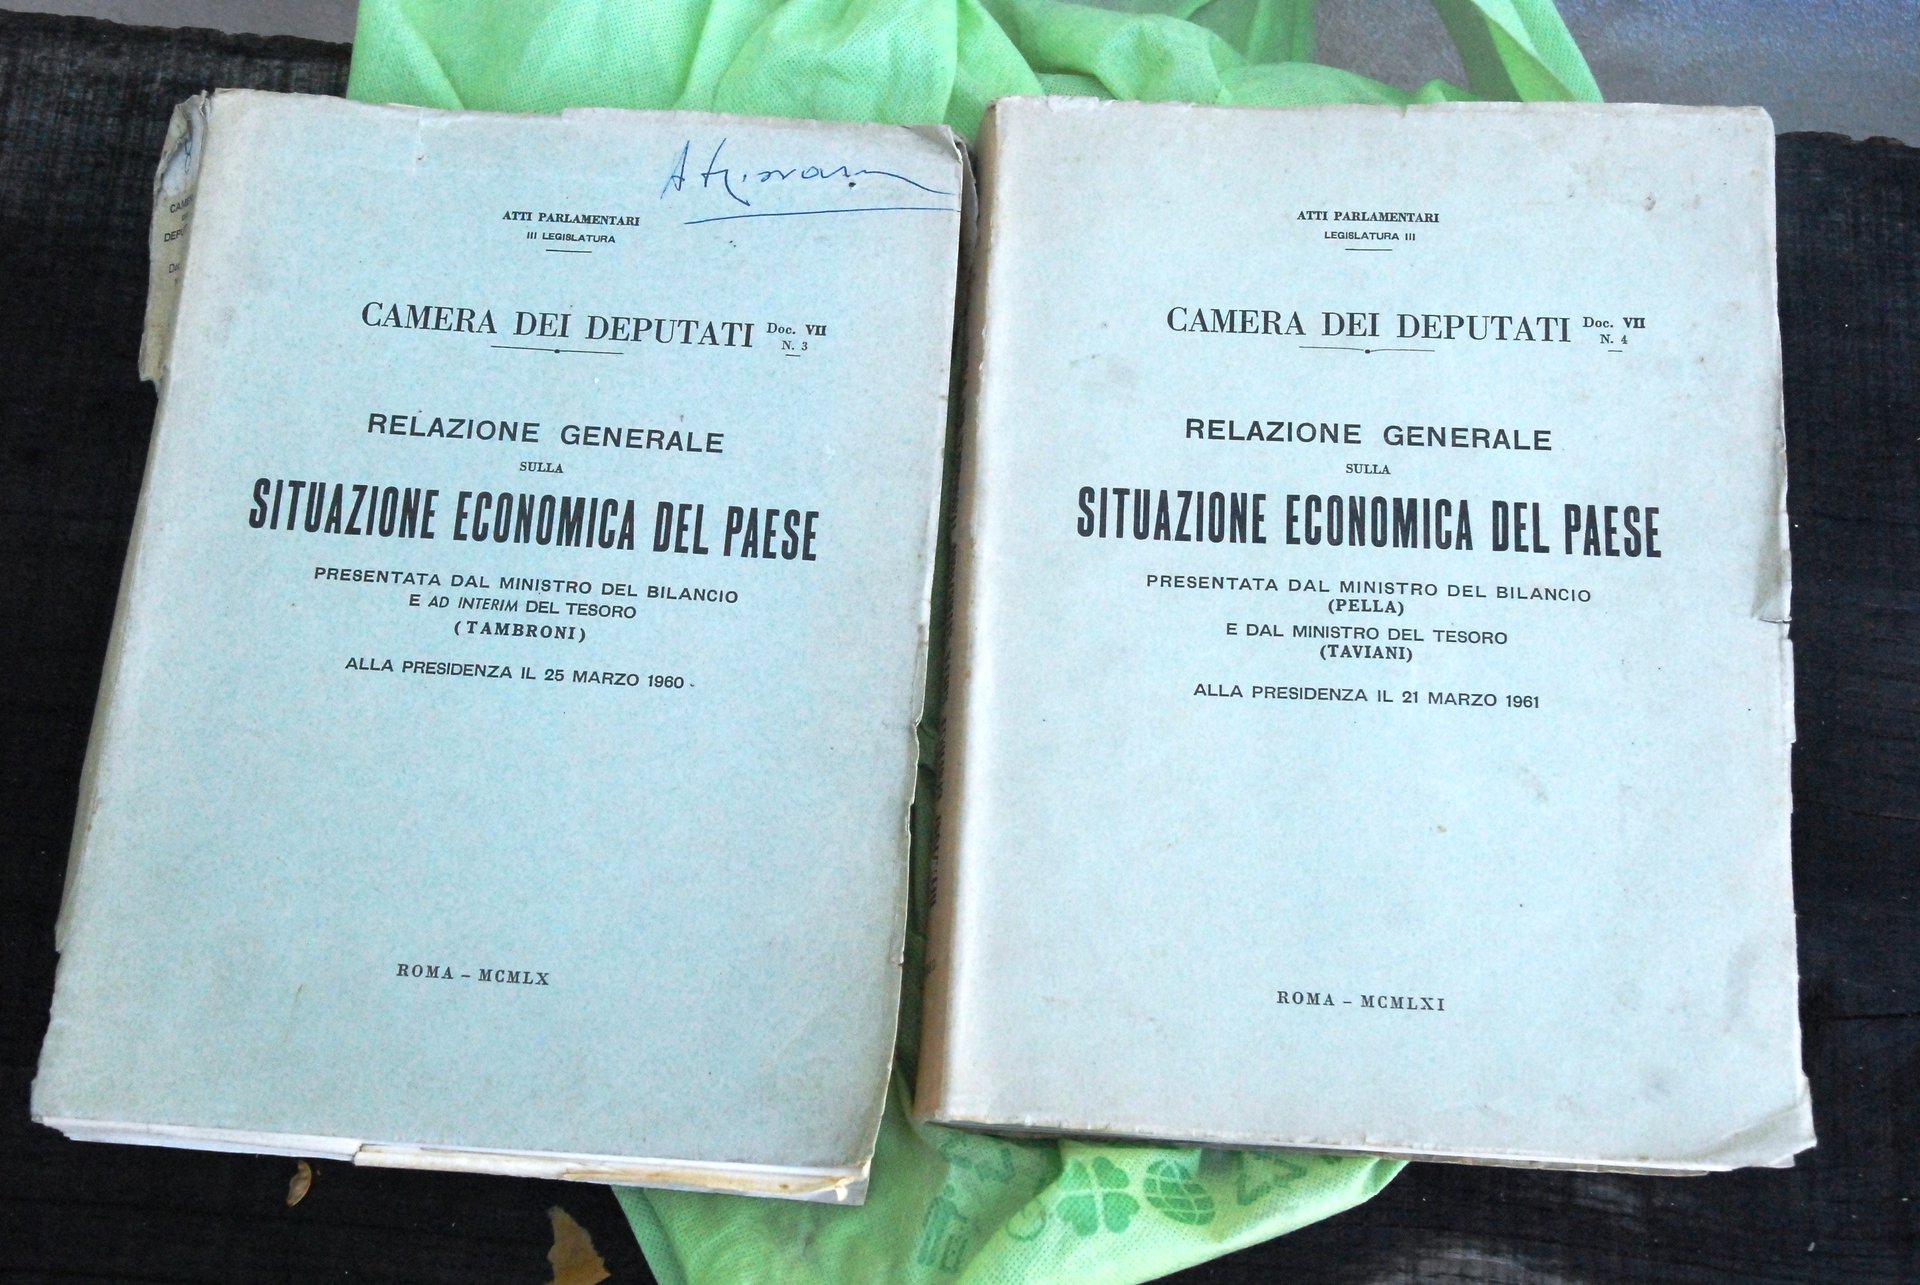 ATTI PARLAMENTARI
III LEGISLATURA
CAMERA DEI DEPUTATI Doc. VII
N. 3
RELAZIONE GENERALE
SULLA
SITUAZIONE ECONOMICA DEL PAESE
PRESENTATA DAL MINISTRO DEL BILANCIO
E AD INTERIM DEL TESORO
(TAMBRONI)
ALLA PRESIDENZA IL 25 MARZO 1960
ROMA – MCMLX
ATTI PARLAMENTARI
LEGISLATURA III
CAMERA DEI DEPUTATI Doc. VII
N. 4
RELAZIONE GENERALE
SULLA
SITUAZIONE ECONOMICA DEL PAESE
PRESENTATA DAL MINISTRO DEL BILANCIO
(PELLA)
E DAL MINISTRO DEL TESORO
(TAVIANI)
ALLA PRESIDENZA IL 21 MARZO 1961
ROMA – MCMLXI